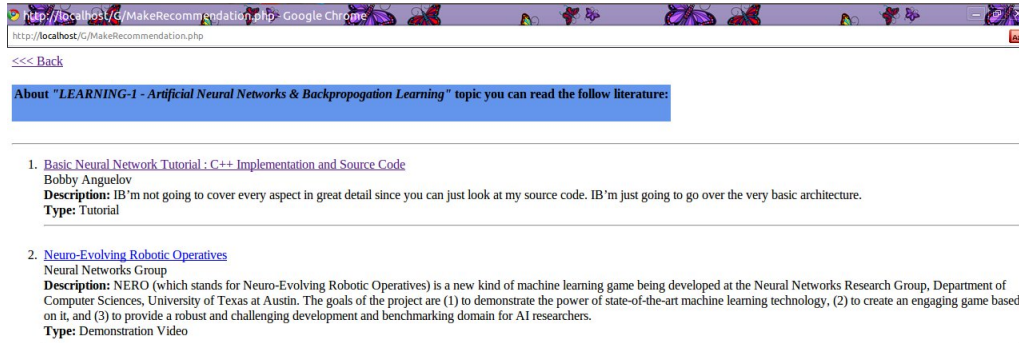 http://localhost/G/MakeRecommendation.php - Google Chrome
http://localhost/G/MakeRecommendation.php
<<< Back
About "LEARNING-1 - Artificial Neural Networks & Backpropogation Learning" topic you can read the follow literature:
1. Basic Neural Network Tutorial : C++ Implementation and Source Code
Bobby Anguelov
Description: IB’m not going to cover every aspect in great detail since you can just look at my source code. IB’m just going to go over the very basic architecture.
Type: Tutorial
2. Neuro-Evolving Robotic Operatives
Neural Networks Group
Description: NERO (which stands for Neuro-Evolving Robotic Operatives) is a new kind of machine learning game being developed at the Neural Networks Research Group, Department of
Computer Sciences, University of Texas at Austin. The goals of the project are (1) to demonstrate the power of state-of-the-art machine learning technology, (2) to create an engaging game based
on it, and (3) to provide a robust and challenging development and benchmarking domain for AI researchers.
Type: Demonstration Video